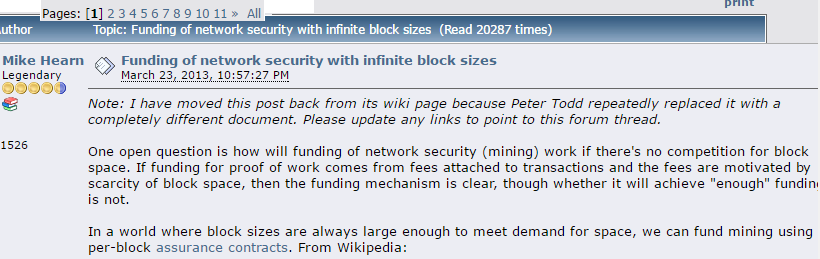 print
Pages: [1] 2 3 4 5 6 7 8 9 10 11 » All
uthor Topic: Funding of network security with infinite block sizes (Read 20287 times)
Mike Hearn Funding of network security with infinite block sizes
Legendary March 23, 2013, 10:57:27 PM
Note: I have moved this post back from its wiki page because Peter Todd repeatedly replaced it with a
completely different document. Please update any links to point to this forum thread.
1526
One open question is how will funding of network security (mining) work if there's no competition for block
space. If funding for proof of work comes from fees attached to transactions and the fees are motivated by
scarcity of block space, then the funding mechanism is clear, though whether it will achieve "enough" fundin
is not.
In a world where block sizes are always large enough to meet demand for space, we can fund mining using
per-block assurance contracts. From Wikipedia: